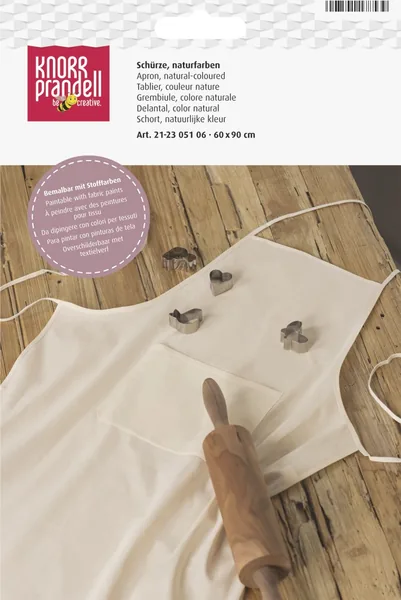 KNORR
prandell
be creative.
Schürze, naturfarben
Apron, natural-coloured
Tablier, couleur nature
Grembiule, colore naturale
Delantal, color natural
Schort, natuurlijke kleur
Art. 21-23 051 06 · 60 x 90 cm
Bemalbar mit Stofffarben
Paintable with fabric paints
À peindre avec des peintures
pour tissu
Da dipingere con colori per tessuti
Para pintar con pinturas de tela
Overschilderbaar met
textielverf